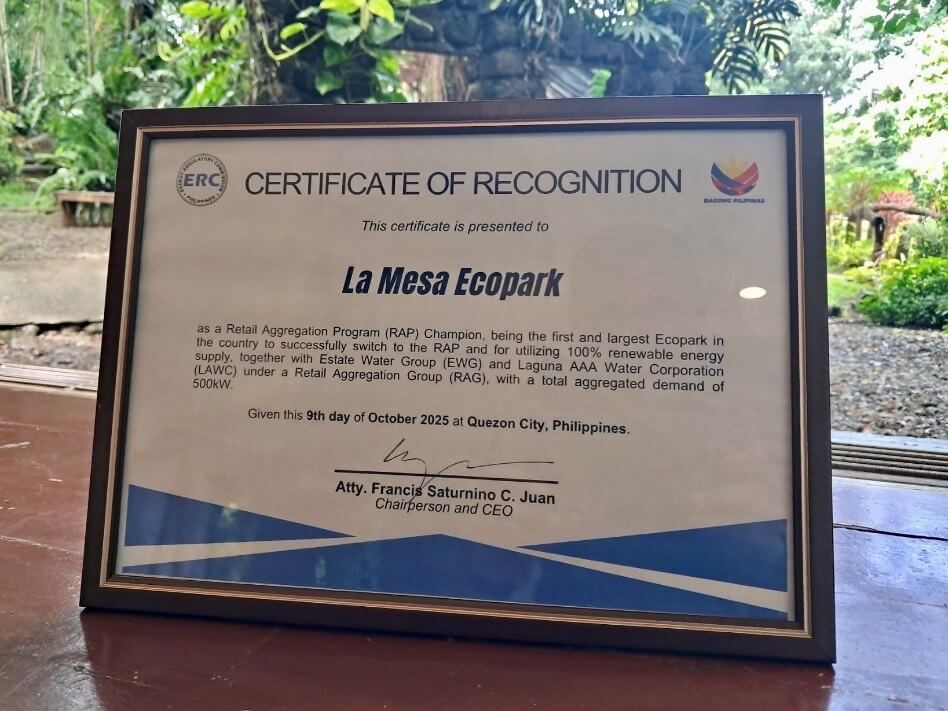 ENERGY REGULATORY COMMISSION
ERC
PHILIPPINES
CERTIFICATE OF RECOGNITION
BAGONG PILIPINAS
This certificate is presented to
La Mesa Ecopark
as a Retail Aggregation Program (RAP) Champion, being the first and largest Ecopark in
the country to successfully switch to the RAP and for utilizing 100% renewable energy
supply, together with Estate Water Group (EWG) and Laguna AAA Water Corporation
(LAWC) under a Retail Aggregation Group (RAG), with a total aggregated demand of
500kW.
Given this 9th day of October 2025 at Quezon City, Philippines.
Atty. Francis Saturnino C. Juan
Chairperson and CEO